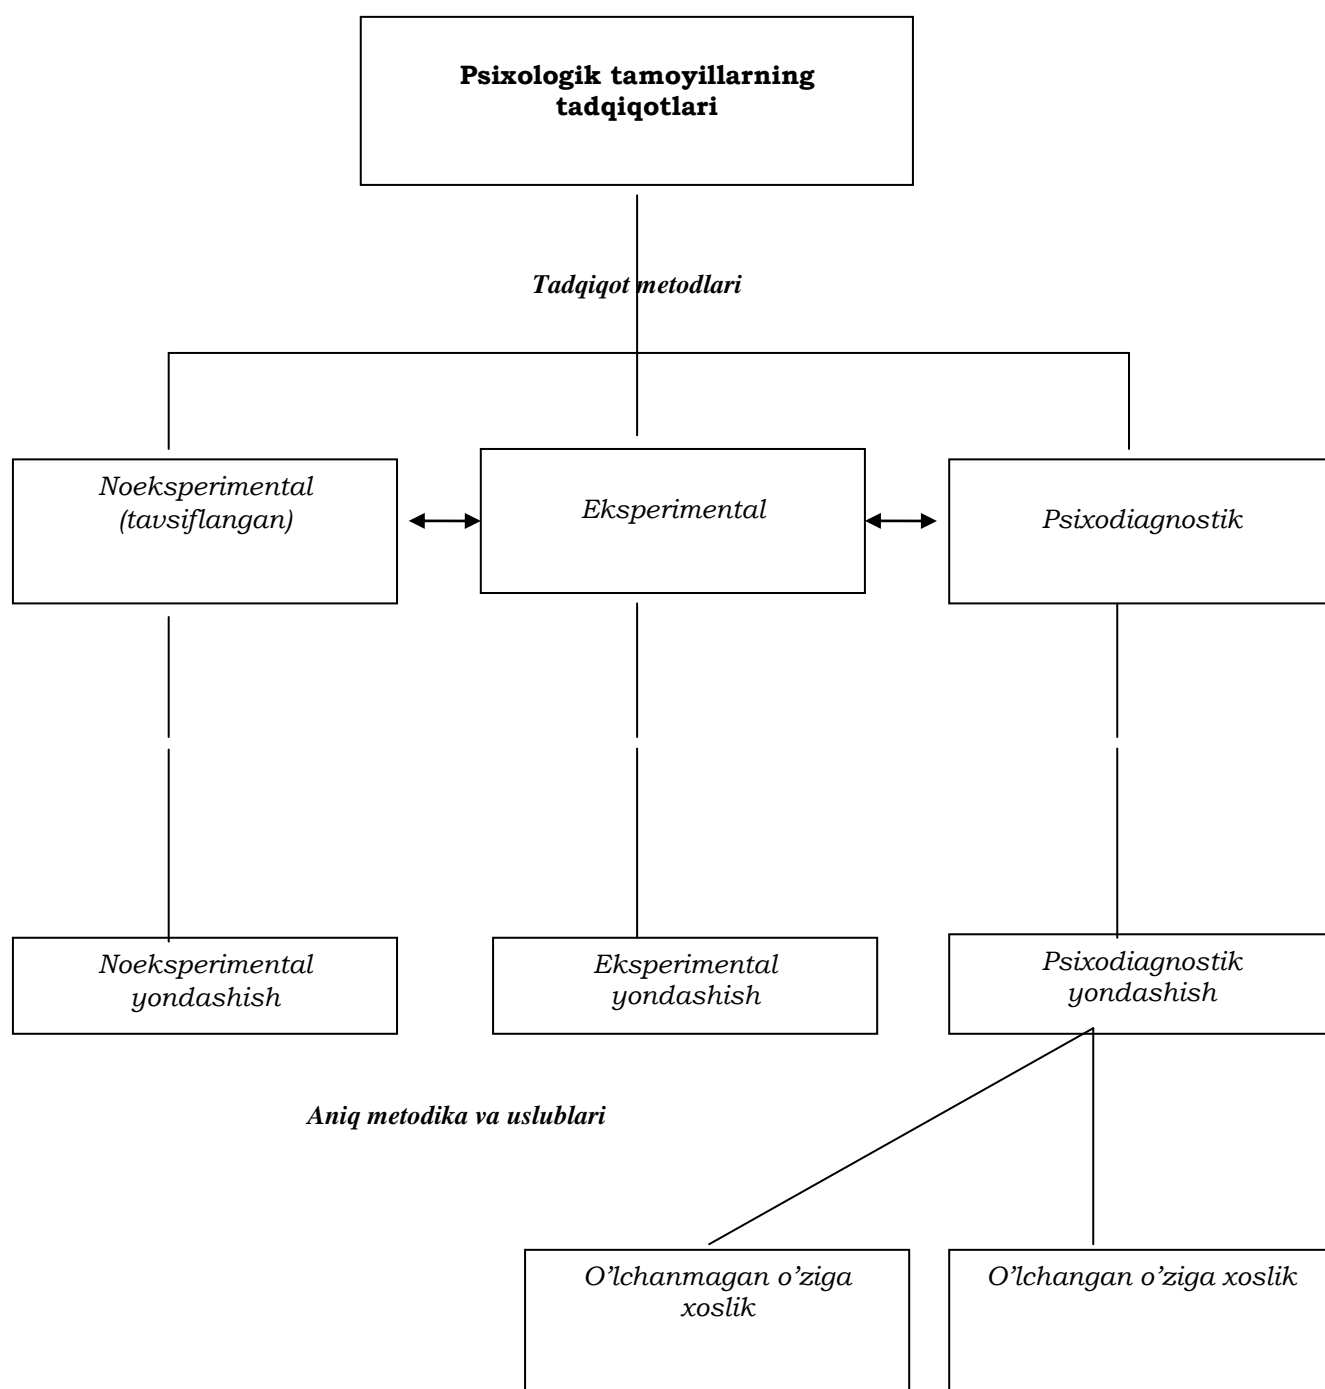 Psixologik tamoyillarning
tadqiqotlari
Tadqiqot metodlari
Noeksperimental
(tavsiflangan)
Eksperimental
Psixodiagnostik
Noeksperimental
yondashish
Eksperimental
yondashish
Psixodiagnostik
yondashish
Aniq metodika va uslublari
O’lchanmagan o’ziga
xoslik
O’lchangan o’ziga xoslik